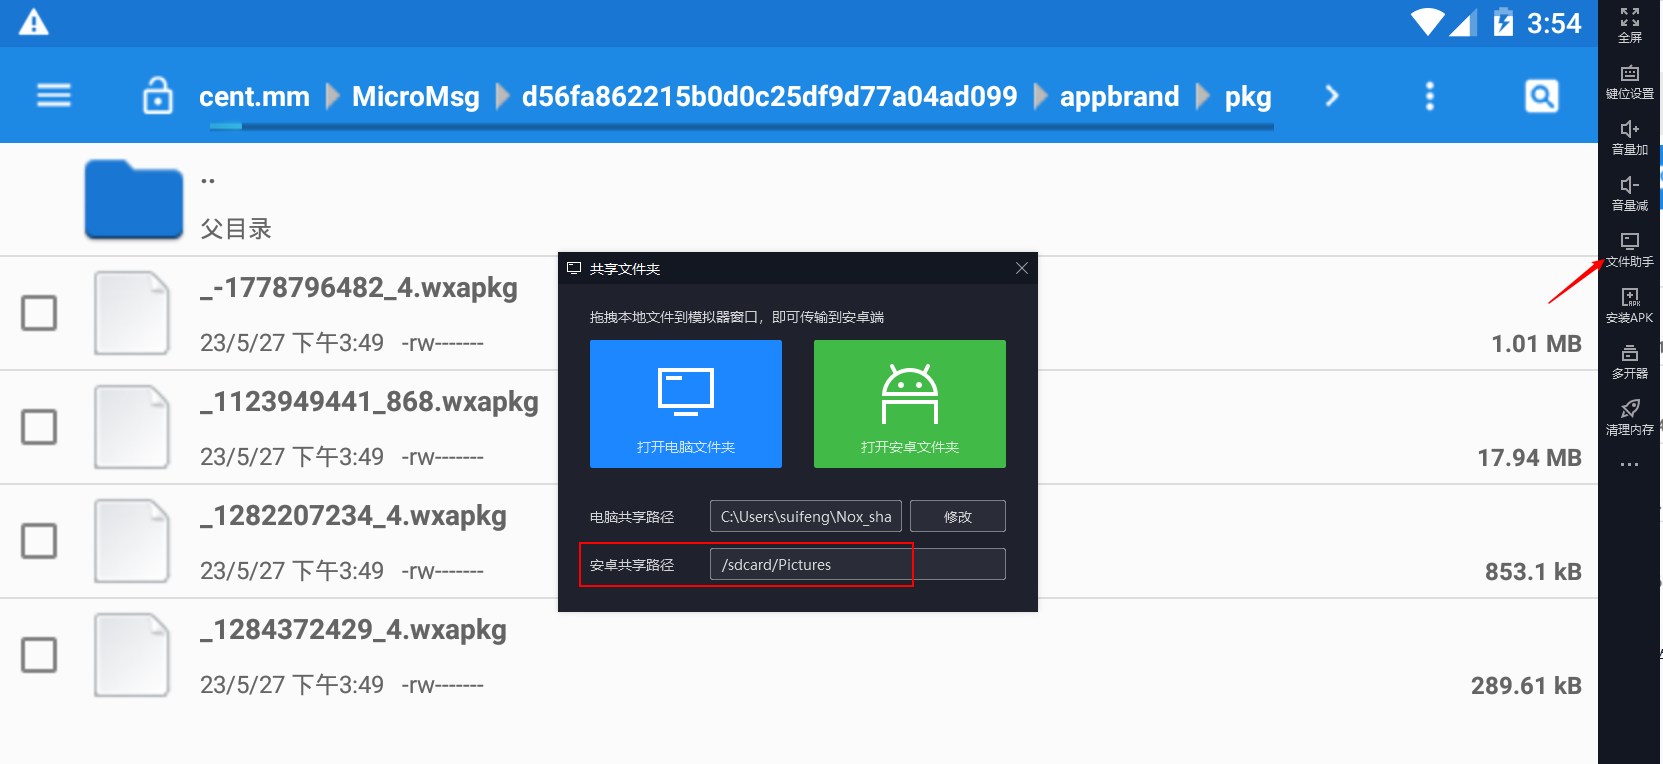 3:54
cent.mm MicroMsg d56fa862215b0d0c25df9d77a04ad099 appbrand pkg
..
父目录
_-1778796482_4.wxapkg
23/5/27 下午3:49 -rw-------
1.01 MB
_1123949441_868.wxapkg
23/5/27 下午3:49 -rw-------
17.94 MB
_1282207234_4.wxapkg
23/5/27 下午3:49 -rw-------
853.1 kB
_1284372429_4.wxapkg
23/5/27 下午3:49 -rw-------
289.61 kB
共享文件夹
拖拽本地文件到模拟器窗口，即可传输到安卓端
打开电脑文件夹
打开安卓文件夹
电脑共享路径 C:\Users\suifeng\Nox_sha 修改
安卓共享路径 /sdcard/Pictures
全屏
键位设置
音量加
音量减
文件助手
APK
安装APK
多开器
清理内存
...